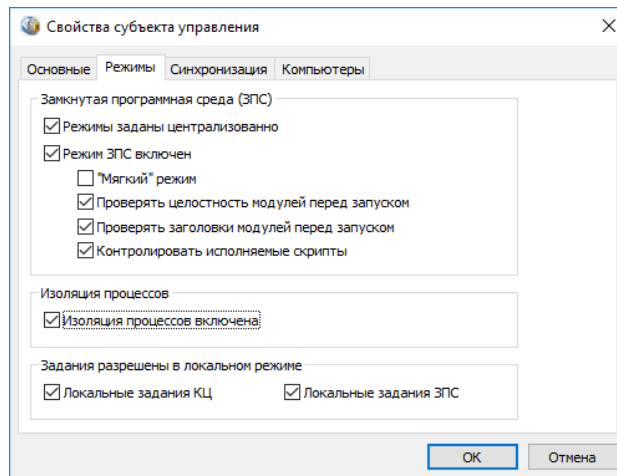 Свойства субъекта управления
Основные Режимы Синхронизация Компьютеры
Замкнутая программная среда (ЗПС)
Режимы заданы централизованно
Режим ЗПС включен
"Мягкий" режим
Проверять целостность модулей перед запуском
Проверять заголовки модулей перед запуском
Контролировать исполняемые скрипты
Изоляция процессов
Изоляция процессов включена
Задания разрешены в локальном режиме
Локальные задания КЦ Локальные задания ЗПС
ОК Отмена